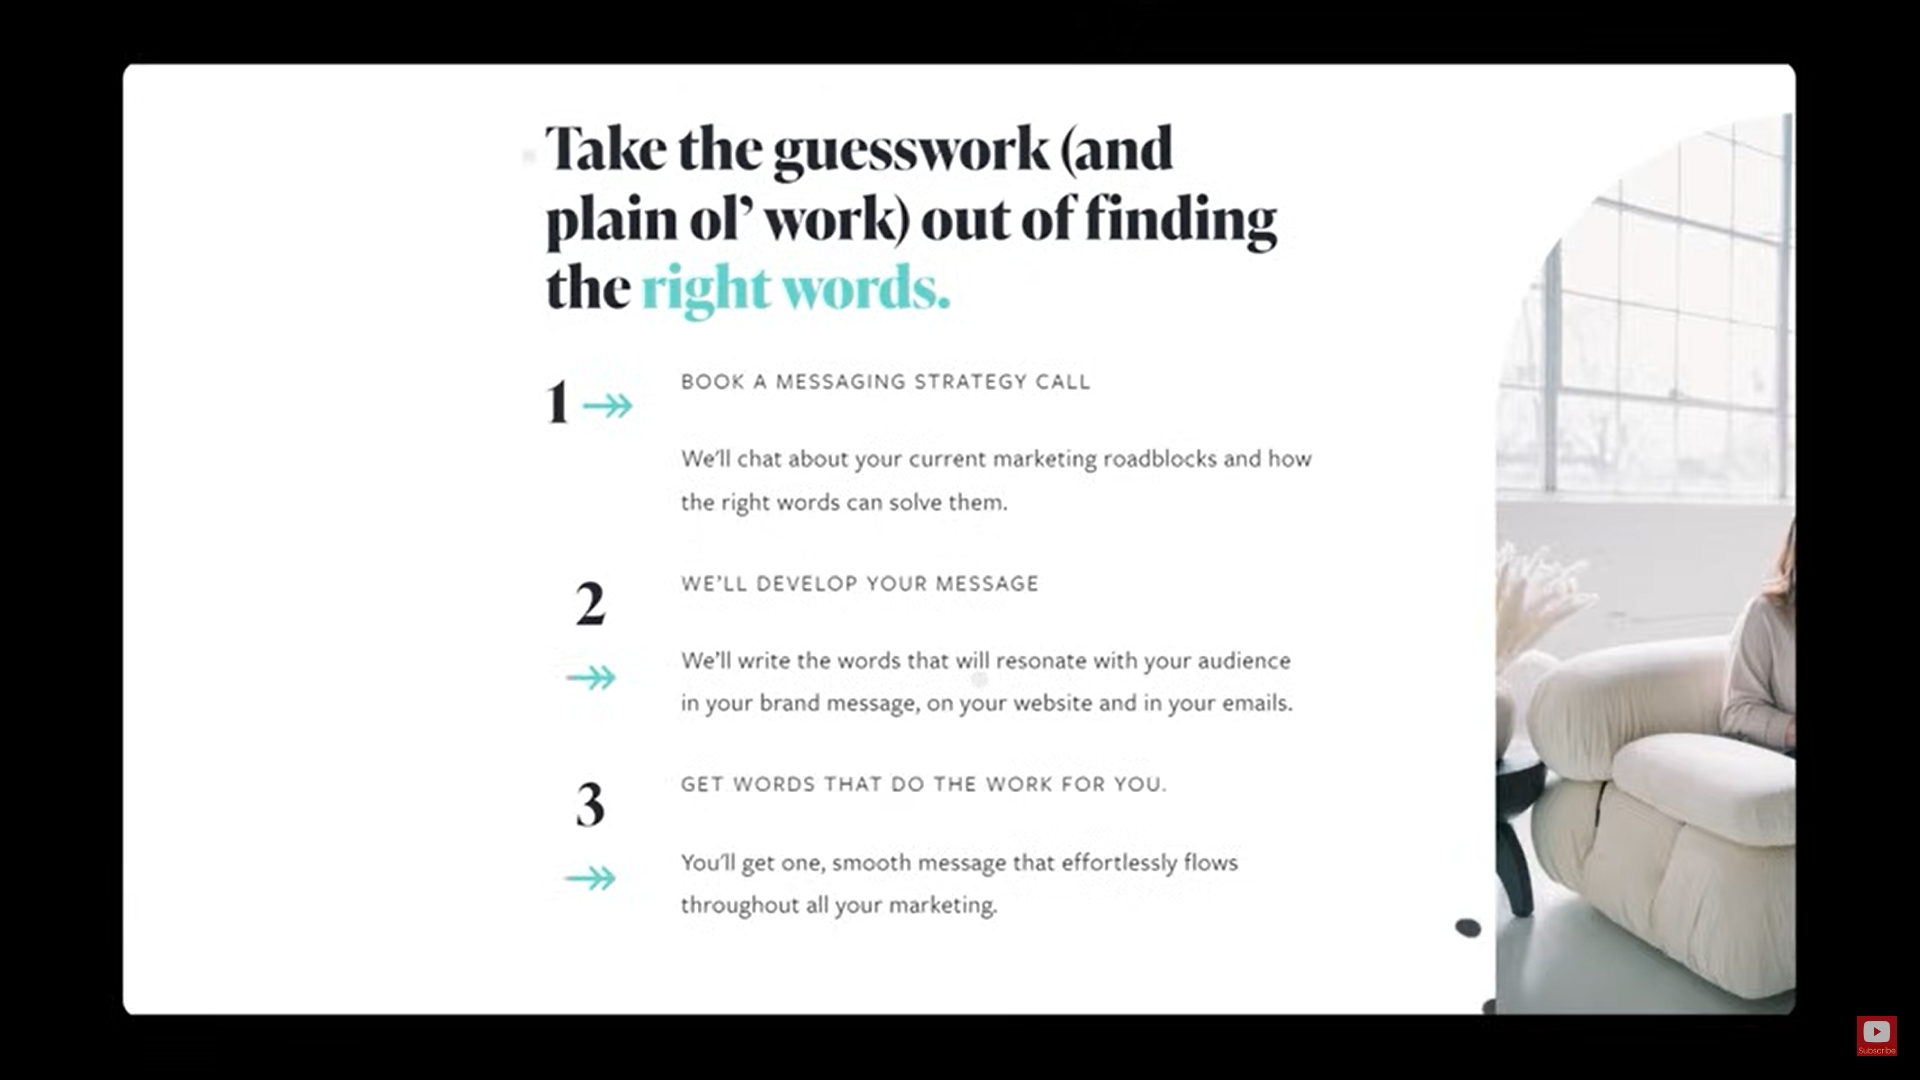 Take the guesswork (and
plain ol’ work) out of finding
the right words.
1
BOOK A MESSAGING STRATEGY CALL
We'll chat about your current marketing roadblocks and how
the right words can solve them.
2
WE’LL DEVELOP YOUR MESSAGE
We’ll write the words that will resonate with your audience
in your brand message, on your website and in your emails.
3
GET WORDS THAT DO THE WORK FOR YOU.
You'll get one, smooth message that effortlessly flows
throughout all your marketing.
Subscribe